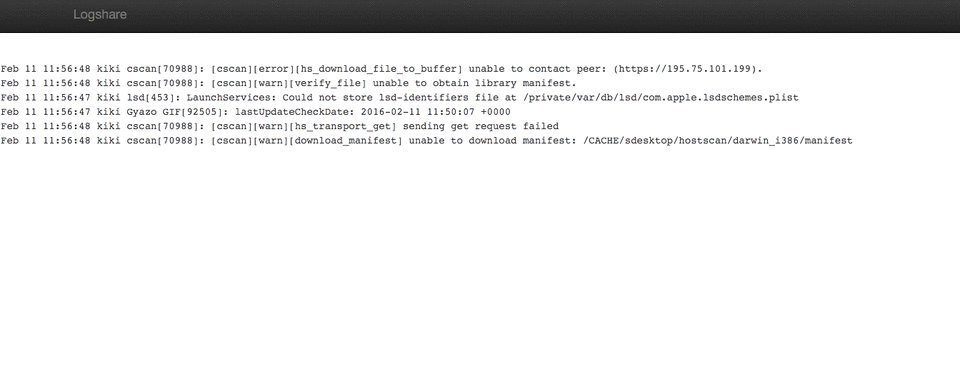 Logshare
Feb 11 11:56:48 kiki cscan[70988]: [cscan][error][hs_download_file_to_buffer] unable to contact peer: (https://195.75.101.199).
Feb 11 11:56:48 kiki cscan[70988]: [cscan][warn][verify_file] unable to obtain library manifest.
Feb 11 11:56:47 kiki lsd[453]: LaunchServices: Could not store lsd-identifiers file at /private/var/db/lsd/com.apple.lsdschemes.plist
Feb 11 11:56:47 kiki Gyazo GIF[92505]: lastUpdateCheckDate: 2016-02-11 11:50:07 +0000
Feb 11 11:56:48 kiki cscan[70988]: [cscan][warn][hs_transport_get] sending get request failed
Feb 11 11:56:48 kiki cscan[70988]: [cscan][warn][download_manifest] unable to download manifest: /CACHE/sdesktop/hostscan/darwin_i386/manifest